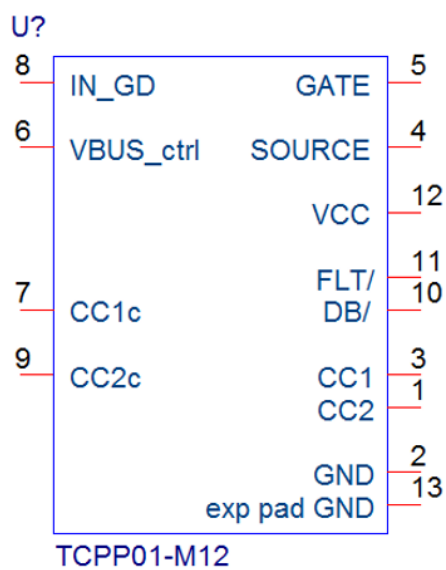 U?
8 IN_GD GATE 5
6 VBUS_ctrl SOURCE 4
VCC 12
FLT/ 11
7 CC1c DB/ 10
9 CC2c CC1 3
CC2 1
GND 2
exp pad GND 13
TCPP01-M12